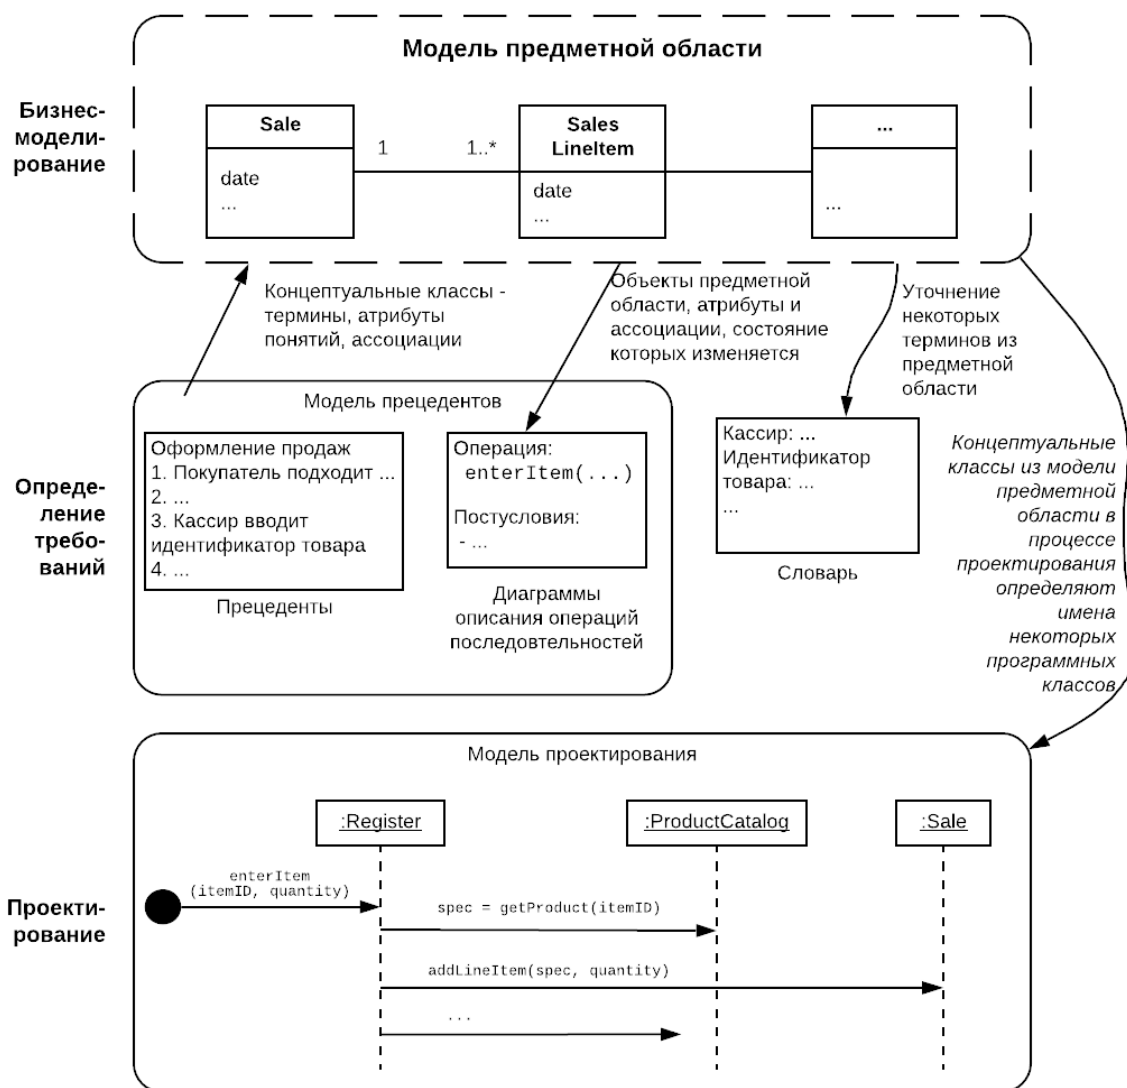 Модель предметной области
Бизнес-
модели-
рование
Sale
date
...
1
1..*
Sales
LineItem
date
...
...
...
Концептуальные классы -
термины, атрибуты
понятий, ассоциации
Объекты предметной
области, атрибуты и
ассоциации, состояние
которых изменяется
Уточнение
некоторых
терминов из
предметной
области
Опреде-
ление
требо-
ваний
Модель прецедентов
Оформление продаж
1. Покупатель подходит ...
2. ...
3. Кассир вводит
идентификатор товара
4. ...
Прецеденты
Операция:
enterItem(...)
Постусловия:
- ...
Диаграммы
описания операций
последовтельностей
Кассир: ...
Идентификатор
товара: ...
...
Словарь
Концептуальные
классы из модели
предметной
области в
процессе
проектирования
определяют
имена
некоторых
программных
классов
Проекти-
рование
Модель проектирования
:Register
:ProductCatalog
:Sale
enterItem
(itemID, quantity)
spec = getProduct(itemID)
addLineItem(spec, quantity)
...